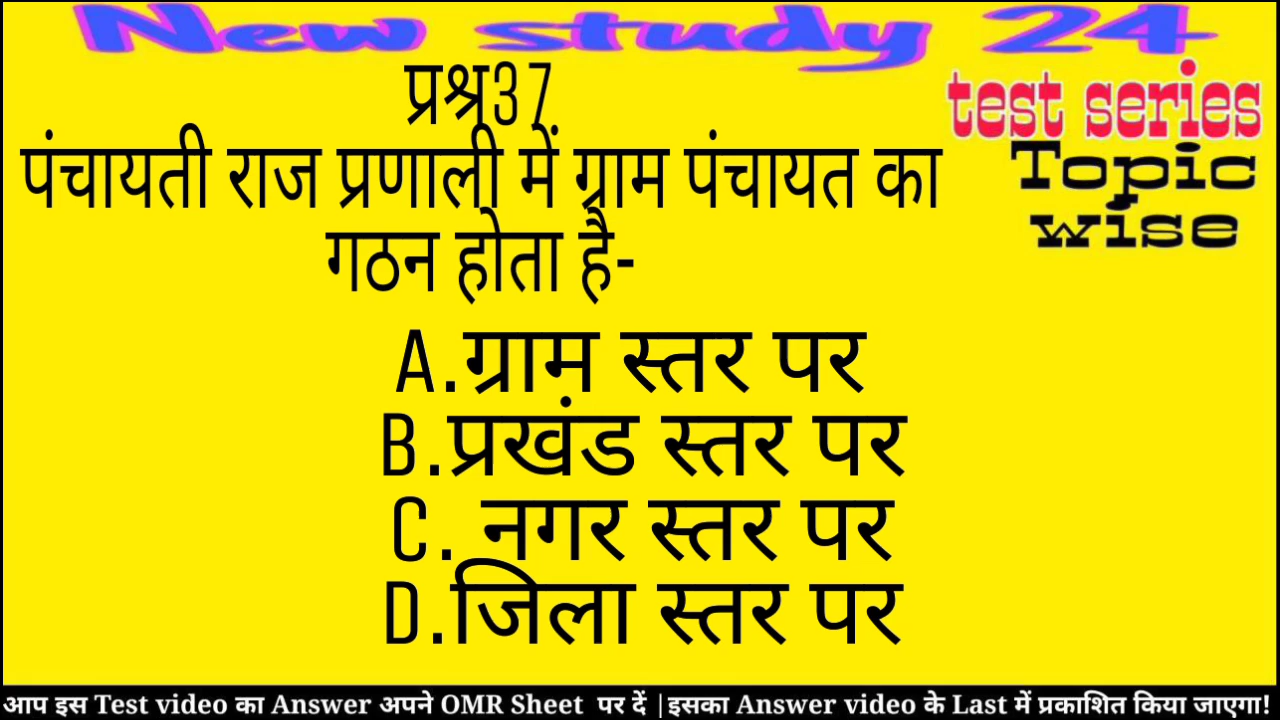 New study 24
test series
Topic
wise
प्रश्न37
पंचायती राज प्रणाली में ग्राम पंचायत का
गठन होता है-
A.ग्राम स्तर पर
B.प्रखंड स्तर पर
C. नगर स्तर पर
D.जिला स्तर पर
आप इस Test video का Answer अपने OMR Sheet पर दें |इसका Answer video के Last में प्रकाशित किया जाएगा!